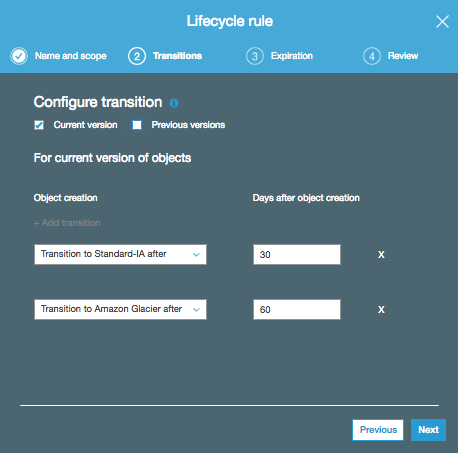 Lifecycle rule
Name and scope
2 Transitions
3 Expiration
4 Review
Configure transition i
Current version
Previous versions
For current version of objects
Object creation
Days after object creation
+ Add transition
Transition to Standard-IA after
30
X
Transition to Amazon Glacier after
60
X
Previous
Next